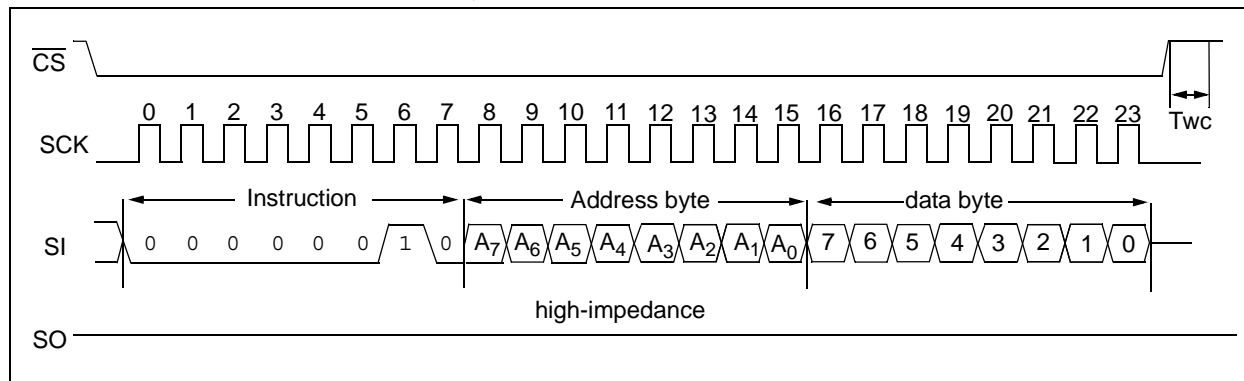 CS
0 1 2 3 4 5 6 7 8 9 10 11 12 13 14 15 16 17 18 19 20 21 22 23
Twc
SCK
Instruction Address byte data byte
SI 0 0 0 0 0 0 1 0 A7 A6 A5 A4 A3 A2 A1 A0 7 6 5 4 3 2 1 0
high-impedance
SO